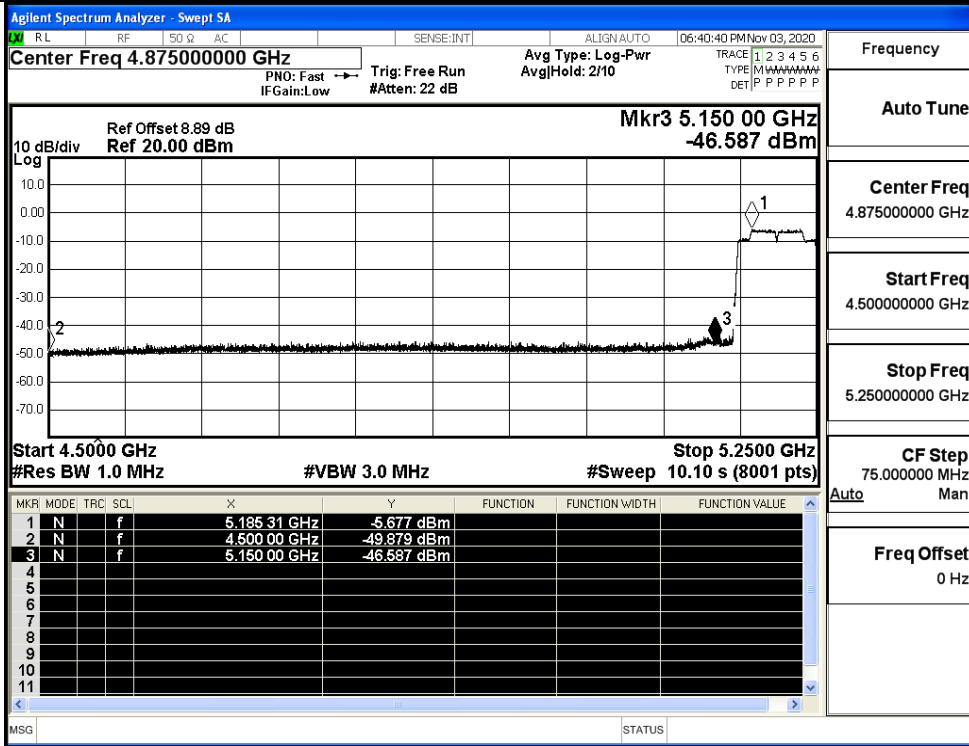 Agilent Spectrum Analyzer - Swept SA
LXI RL RF 50 Ω AC SENSE:INT ALIGN AUTO 06:40:40 PM Nov 03, 2020
Center Freq 4.875000000 GHz
PNO: Fast
IFGain:Low
Trig: Free Run
#Atten: 22 dB
Avg Type: Log-Pwr
Avg|Hold: 2/10
TRACE 1 2 3 4 5 6
TYPE M W W W W W
DET P P P P P P
Mkr3 5.150 00 GHz
-46.587 dBm
Ref Offset 8.89 dB
10 dB/div Ref 20.00 dBm
Log
10.0
0.00
-10.0
-20.0
-30.0
-40.0
-50.0
-60.0
-70.0
1
2
3
Start 4.5000 GHz Stop 5.2500 GHz
#Res BW 1.0 MHz #VBW 3.0 MHz #Sweep 10.10 s (8001 pts)
MKR MODE TRC SCL X Y FUNCTION FUNCTION WIDTH FUNCTION VALUE
1 N f 5.185 31 GHz -5.677 dBm
2 N f 4.500 00 GHz -49.879 dBm
3 N f 5.150 00 GHz -46.587 dBm
4
5
6
7
8
9
10
11
MSG STATUS
Frequency
Auto Tune
Center Freq
4.875000000 GHz
Start Freq
4.500000000 GHz
Stop Freq
5.250000000 GHz
CF Step
75.000000 MHz
Auto Man
Freq Offset
0 Hz